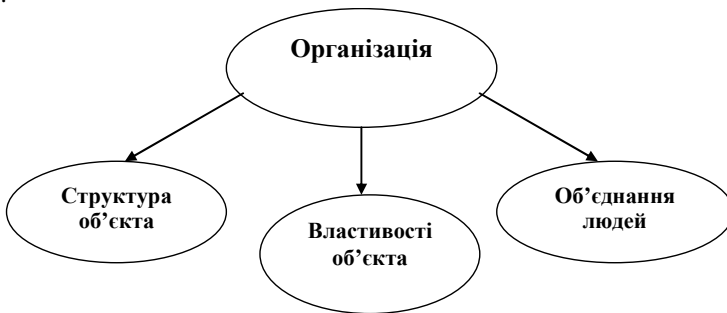 Організація
Структура
об’єкта
Властивості
об’єкта
Об’єднання
людей